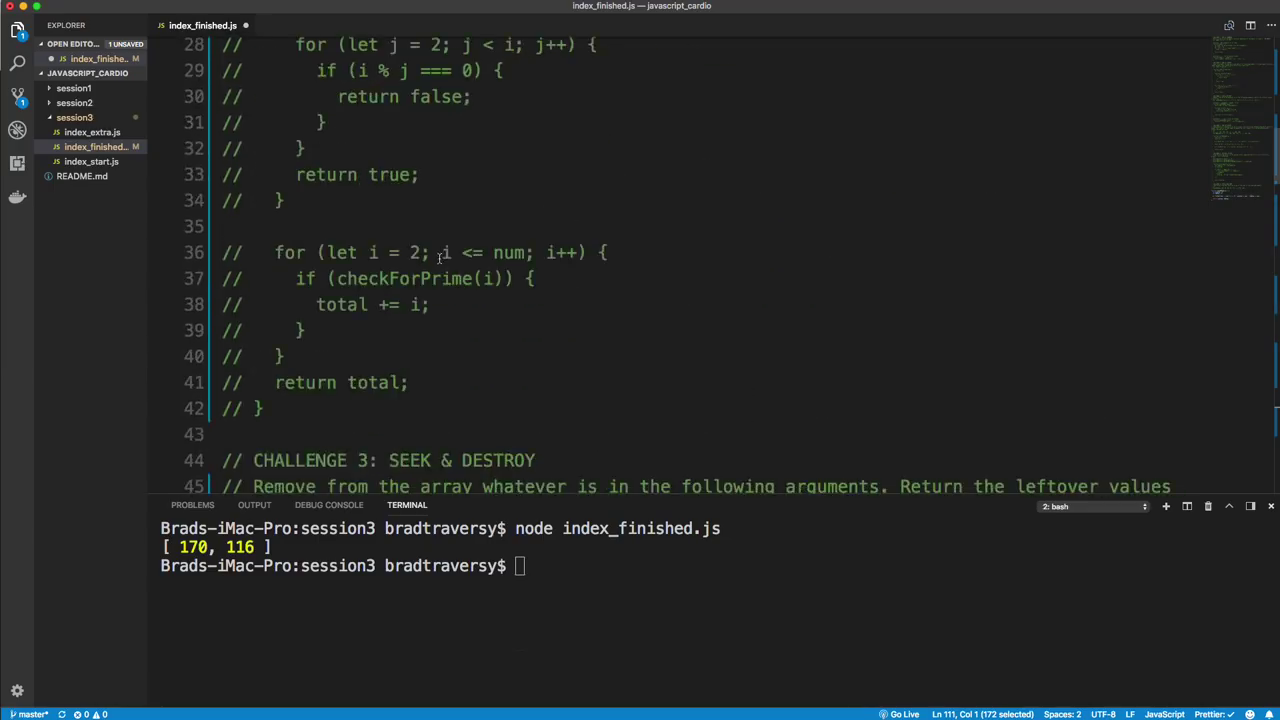 index_finished.js — javascript_cardio
EXPLORER
index_finished.js
OPEN EDITO... 1 UNSAVED
index_finishe...
JAVASCRIPT_CARDIO
session1
session2
session3
index_extra.js
index_finished...
index_start.js
README.md
1
1
28 // for (let j = 2; j < i; j++) {
29 // if (i % j === 0) {
30 // return false;
31 // }
32 // }
33 // return true;
34 // }
35
36 // for (let i = 2; i <= num; i++) {
37 // if (checkForPrime(i)) {
38 // total += i;
39 // }
40 // }
41 // return total;
42 // }
43
44 // CHALLENGE 3: SEEK & DESTROY
45 // Remove from the array whatever is in the following arguments. Return the leftover values
PROBLEMS OUTPUT DEBUG CONSOLE TERMINAL 2: bash
Brads-iMac-Pro:session3 bradtraversy$ node index_finished.js
[ 170, 116 ]
Brads-iMac-Pro:session3 bradtraversy$
master* 0 0 Go Live Ln 111, Col 1 (172 selected) Spaces: 2 UTF-8 LF JavaScript Prettier: ✓